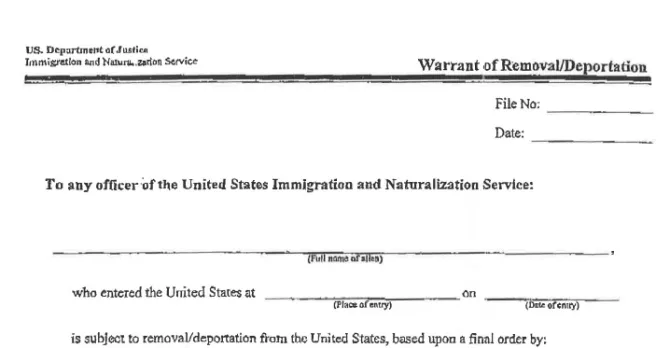 US. Department of Justice
Immigration and Naturalization Service
Warrant of Removal/Deportation
File No:
Date:
To any officer of the United States Immigration and Naturalization Service:
(Full name of alien)
who entered the United States at on
(Place of entry) (Date of entry)
is subject to removal/deportation from the United States, based upon a final order by: